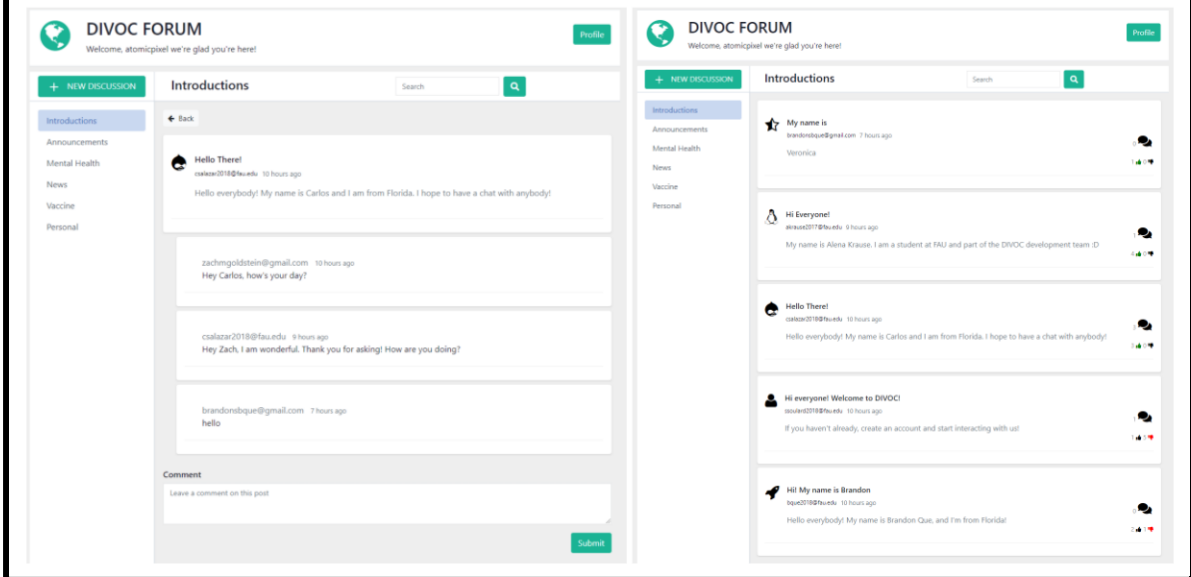 DIVOC FORUM
Welcome, atomicpixel we're glad you're here!
Profile
+ NEW DISCUSSION
Introductions
Search
Introductions
Announcements
Mental Health
News
Vaccine
Personal
Back
Hello There!
csalazar2018@fau.edu 10 hours ago
Hello everybody! My name is Carlos and I am from Florida. I hope to have a chat with anybody!
zachmgoldstein@gmail.com 10 hours ago
Hey Carlos, how's your day?
csalazar2018@fau.edu 9 hours ago
Hey Zach, I am wonderful. Thank you for asking! How are you doing?
brandonsbque@gmail.com 7 hours ago
hello
Comment
Leave a comment on this post
Submit
DIVOC FORUM
Welcome, atomicpixel we're glad you're here!
Profile
+ NEW DISCUSSION
Introductions
Search
Introductions
Announcements
Mental Health
News
Vaccine
Personal
My name is
brandonsbque@gmail.com 7 hours ago
Veronica
1 0
Hi Everyone!
akrause2017@fau.edu 9 hours ago
My name is Alena Krause, I am a student at FAU and part of the DIVOC development team :D
4 0
Hello There!
csalazar2018@fau.edu 10 hours ago
Hello everybody! My name is Carlos and I am from Florida. I hope to have a chat with anybody!
3 0
Hi everyone! Welcome to DIVOC!
10 hours ago
If you haven't already, create an account and start interacting with us!
Hi! My name is Brandon
bque2018@fau.edu 10 hours ago
Hello everybody! My name is Brandon Que, and I'm from Florida!